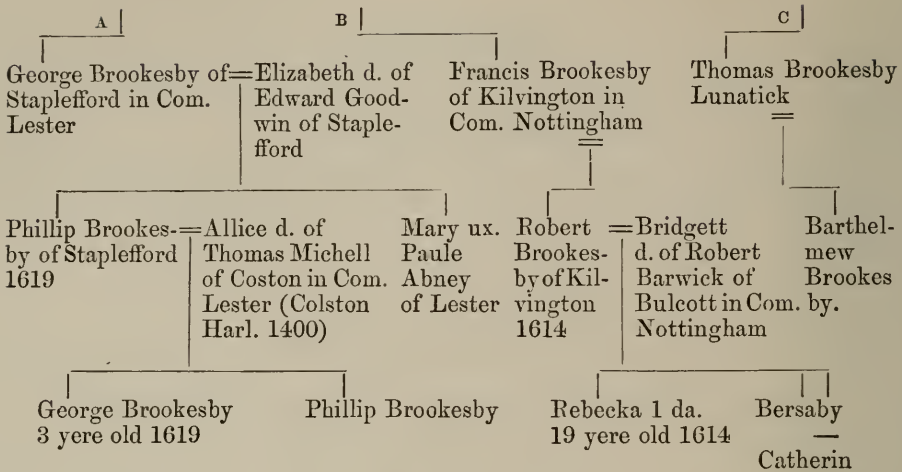 A
B
C
George Brookesby of
Staplefford in Com.
Lester
=
Elizabeth d. of
Edward Good-
win of Staple-
fford
Francis Brookesby
of Kilvington in
Com. Nottingham
=
Thomas Brookesby
Lunatick
=
Phillip Brookes-
by of Staplefford
1619
=
Allice d. of
Thomas Michell
of Coston in Com.
Lester (Colston
Harl. 1400)
Mary ux.
Paule
Abney
of Lester
Robert
Brookes-
by of Kil-
vington
1614
=
Bridgett
d. of Robert
Barwick of
Bulcott in Com.
Nottingham
Barthel-
mew
Brookes
by.
George Brookesby
3 yere old 1619
Phillip Brookesby
Rebecka 1 da.
19 yere old 1614
Bersaby
—
Catherin